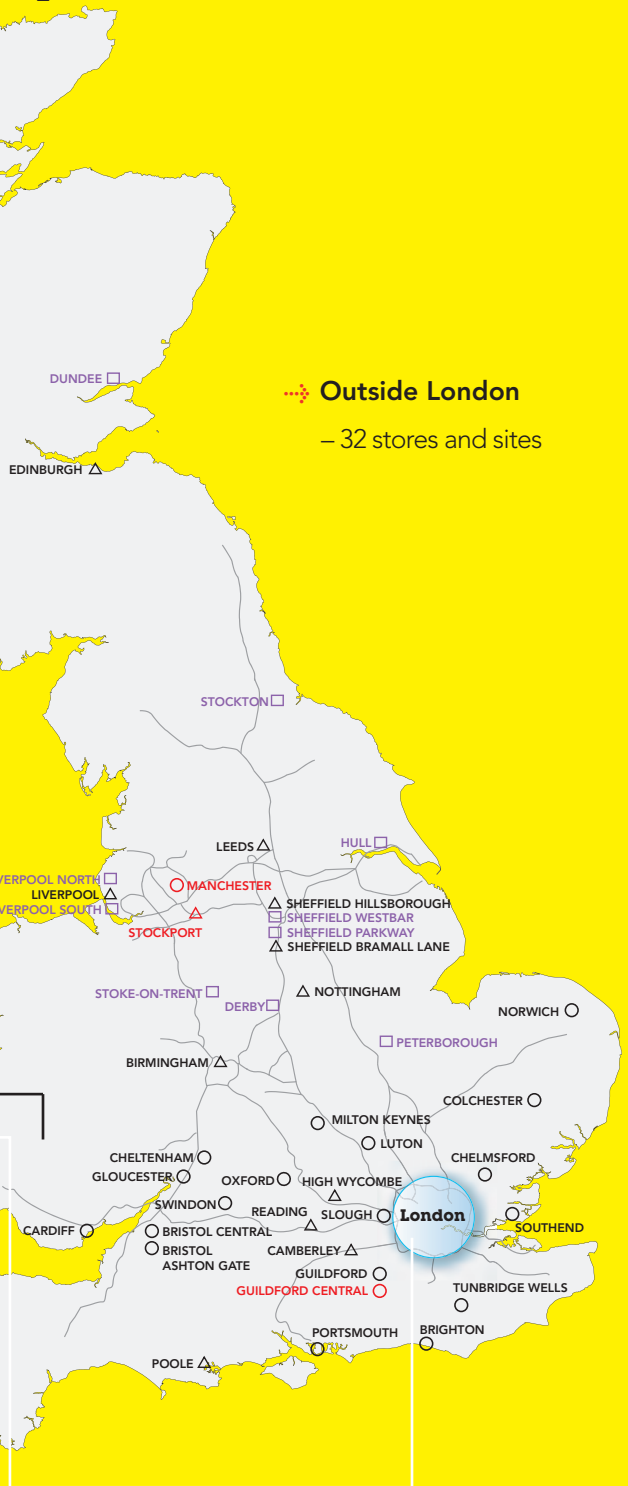 DUNDEE
Outside London
– 32 stores and sites
EDINBURGH
STOCKTON
LEEDS
HULL
VERPOOL NORTH
LIVERPOOL
VERPOOL SOUTH
MANCHESTER
STOCKPORT
SHEFFIELD HILLSBOROUGH
SHEFFIELD WESTBAR
SHEFFIELD PARKWAY
SHEFFIELD BRAMALL LANE
STOKE-ON-TRENT
DERBY
NOTTINGHAM
NORWICH
PETERBOROUGH
BIRMINGHAM
COLCHESTER
MILTON KEYNES
LUTON
CHELTENHAM
GLOUCESTER
OXFORD
HIGH WYCOMBE
CHELMSFORD
SWINDON
READING
SLOUGH
London
SOUTHEND
CARDIFF
BRISTOL CENTRAL
BRISTOL
ASHTON GATE
CAMBERLEY
GUILDFORD
GUILDFORD CENTRAL
TUNBRIDGE WELLS
PORTSMOUTH
BRIGHTON
POOLE